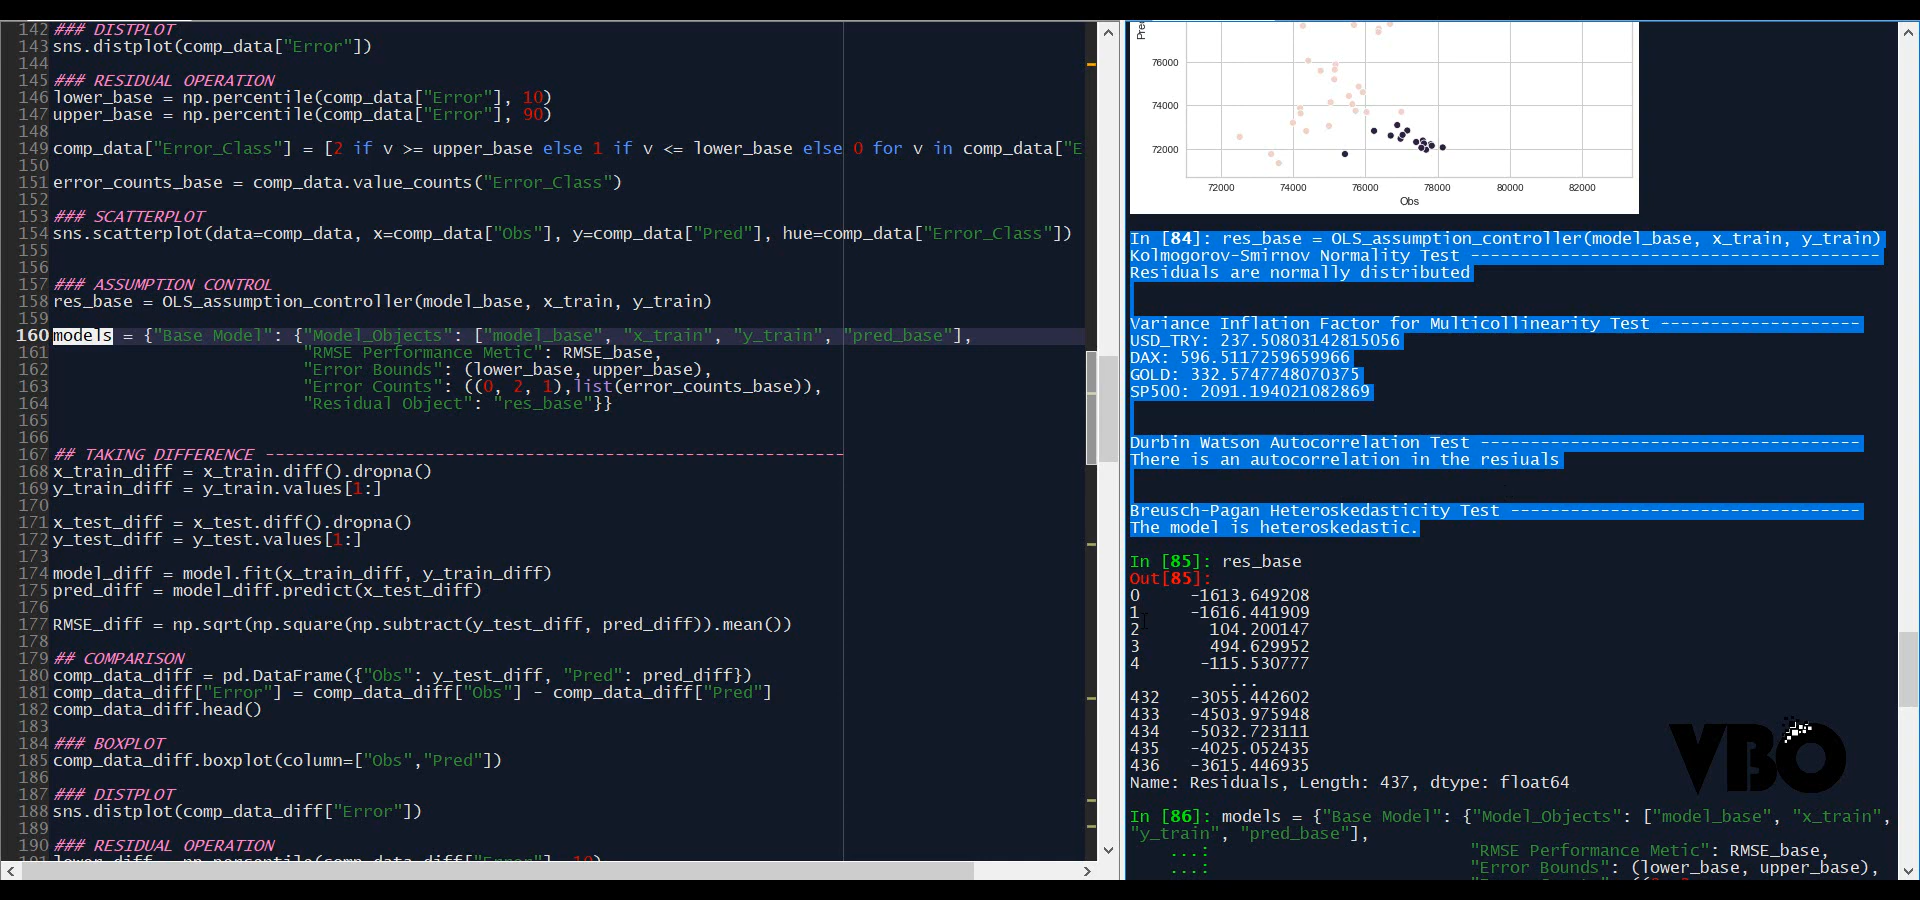 142 ### DISTPLOT
143 sns.distplot(comp_data["Error"])
144
145 ### RESIDUAL OPERATION
146 lower_base = np.percentile(comp_data["Error"], 10)
147 upper_base = np.percentile(comp_data["Error"], 90)
148
149 comp_data["Error_Class"] = [2 if v >= upper_base else 1 if v <= lower_base else 0 for v in comp_data["E
150
151 error_counts_base = comp_data.value_counts("Error_Class")
152
153 ### SCATTERPLOT
154 sns.scatterplot(data=comp_data, x=comp_data["Obs"], y=comp_data["Pred"], hue=comp_data["Error_Class"])
155
156
157 ### ASSUMPTION CONTROL
158 res_base = OLS_assumption_controller(model_base, x_train, y_train)
159
160 models = {"Base Model": {"Model_Objects": ["model_base", "x_train", "y_train", "pred_base"],
161 "RMSE Performance Metic": RMSE_base,
162 "Error Bounds": (lower_base, upper_base),
163 "Error Counts": ((0, 2, 1),list(error_counts_base)),
164 "Residual Object": "res_base"}}
165
166
167 ## TAKING DIFFERENCE ----------------------------------------------------------
168 x_train_diff = x_train.diff().dropna()
169 y_train_diff = y_train.values[1:]
170
171 x_test_diff = x_test.diff().dropna()
172 y_test_diff = y_test.values[1:]
173
174 model_diff = model.fit(x_train_diff, y_train_diff)
175 pred_diff = model_diff.predict(x_test_diff)
176
177 RMSE_diff = np.sqrt(np.square(np.subtract(y_test_diff, pred_diff)).mean())
178
179 ## COMPARISON
180 comp_data_diff = pd.DataFrame({"Obs": y_test_diff, "Pred": pred_diff})
181 comp_data_diff["Error"] = comp_data_diff["Obs"] - comp_data_diff["Pred"]
182 comp_data_diff.head()
183
184 ### BOXPLOT
185 comp_data_diff.boxplot(column=["Obs","Pred"])
186
187 ### DISTPLOT
188 sns.distplot(comp_data_diff["Error"])
189
190 ### RESIDUAL OPERATION
191 lower_diff = np.percentile(comp_data_diff["Error"], 10)
Pred
76000
74000
72000
72000 74000 76000 78000 80000 82000
Obs
In [84]: res_base = OLS_assumption_controller(model_base, x_train, y_train)
Kolmogorov-Smirnov Normality Test -----------------------------------------
Residuals are normally distributed
Variance Inflation Factor for Multicollinearity Test --------------------
USD_TRY: 237.50803142815056
DAX: 596.5117259659966
GOLD: 332.5747748070375
SP500: 2091.194021082869
Durbin Watson Autocorrelation Test --------------------------------------
There is an autocorrelation in the resiuals
Breusch-Pagan Heteroskedasticity Test -----------------------------------
The model is heteroskedastic.
In [85]: res_base
Out[85]:
0 -1613.649208
1 -1616.441909
2 104.200147
3 494.629952
4 -115.530777
...
432 -3055.442602
433 -4503.975948
434 -5032.723111
435 -4025.052435
436 -3615.446935
Name: Residuals, Length: 437, dtype: float64
VBO
In [86]: models = {"Base Model": {"Model_Objects": ["model_base", "x_train",
"y_train", "pred_base"],
...: "RMSE Performance Metic": RMSE_base,
...: "Error Bounds": (lower_base, upper_base),